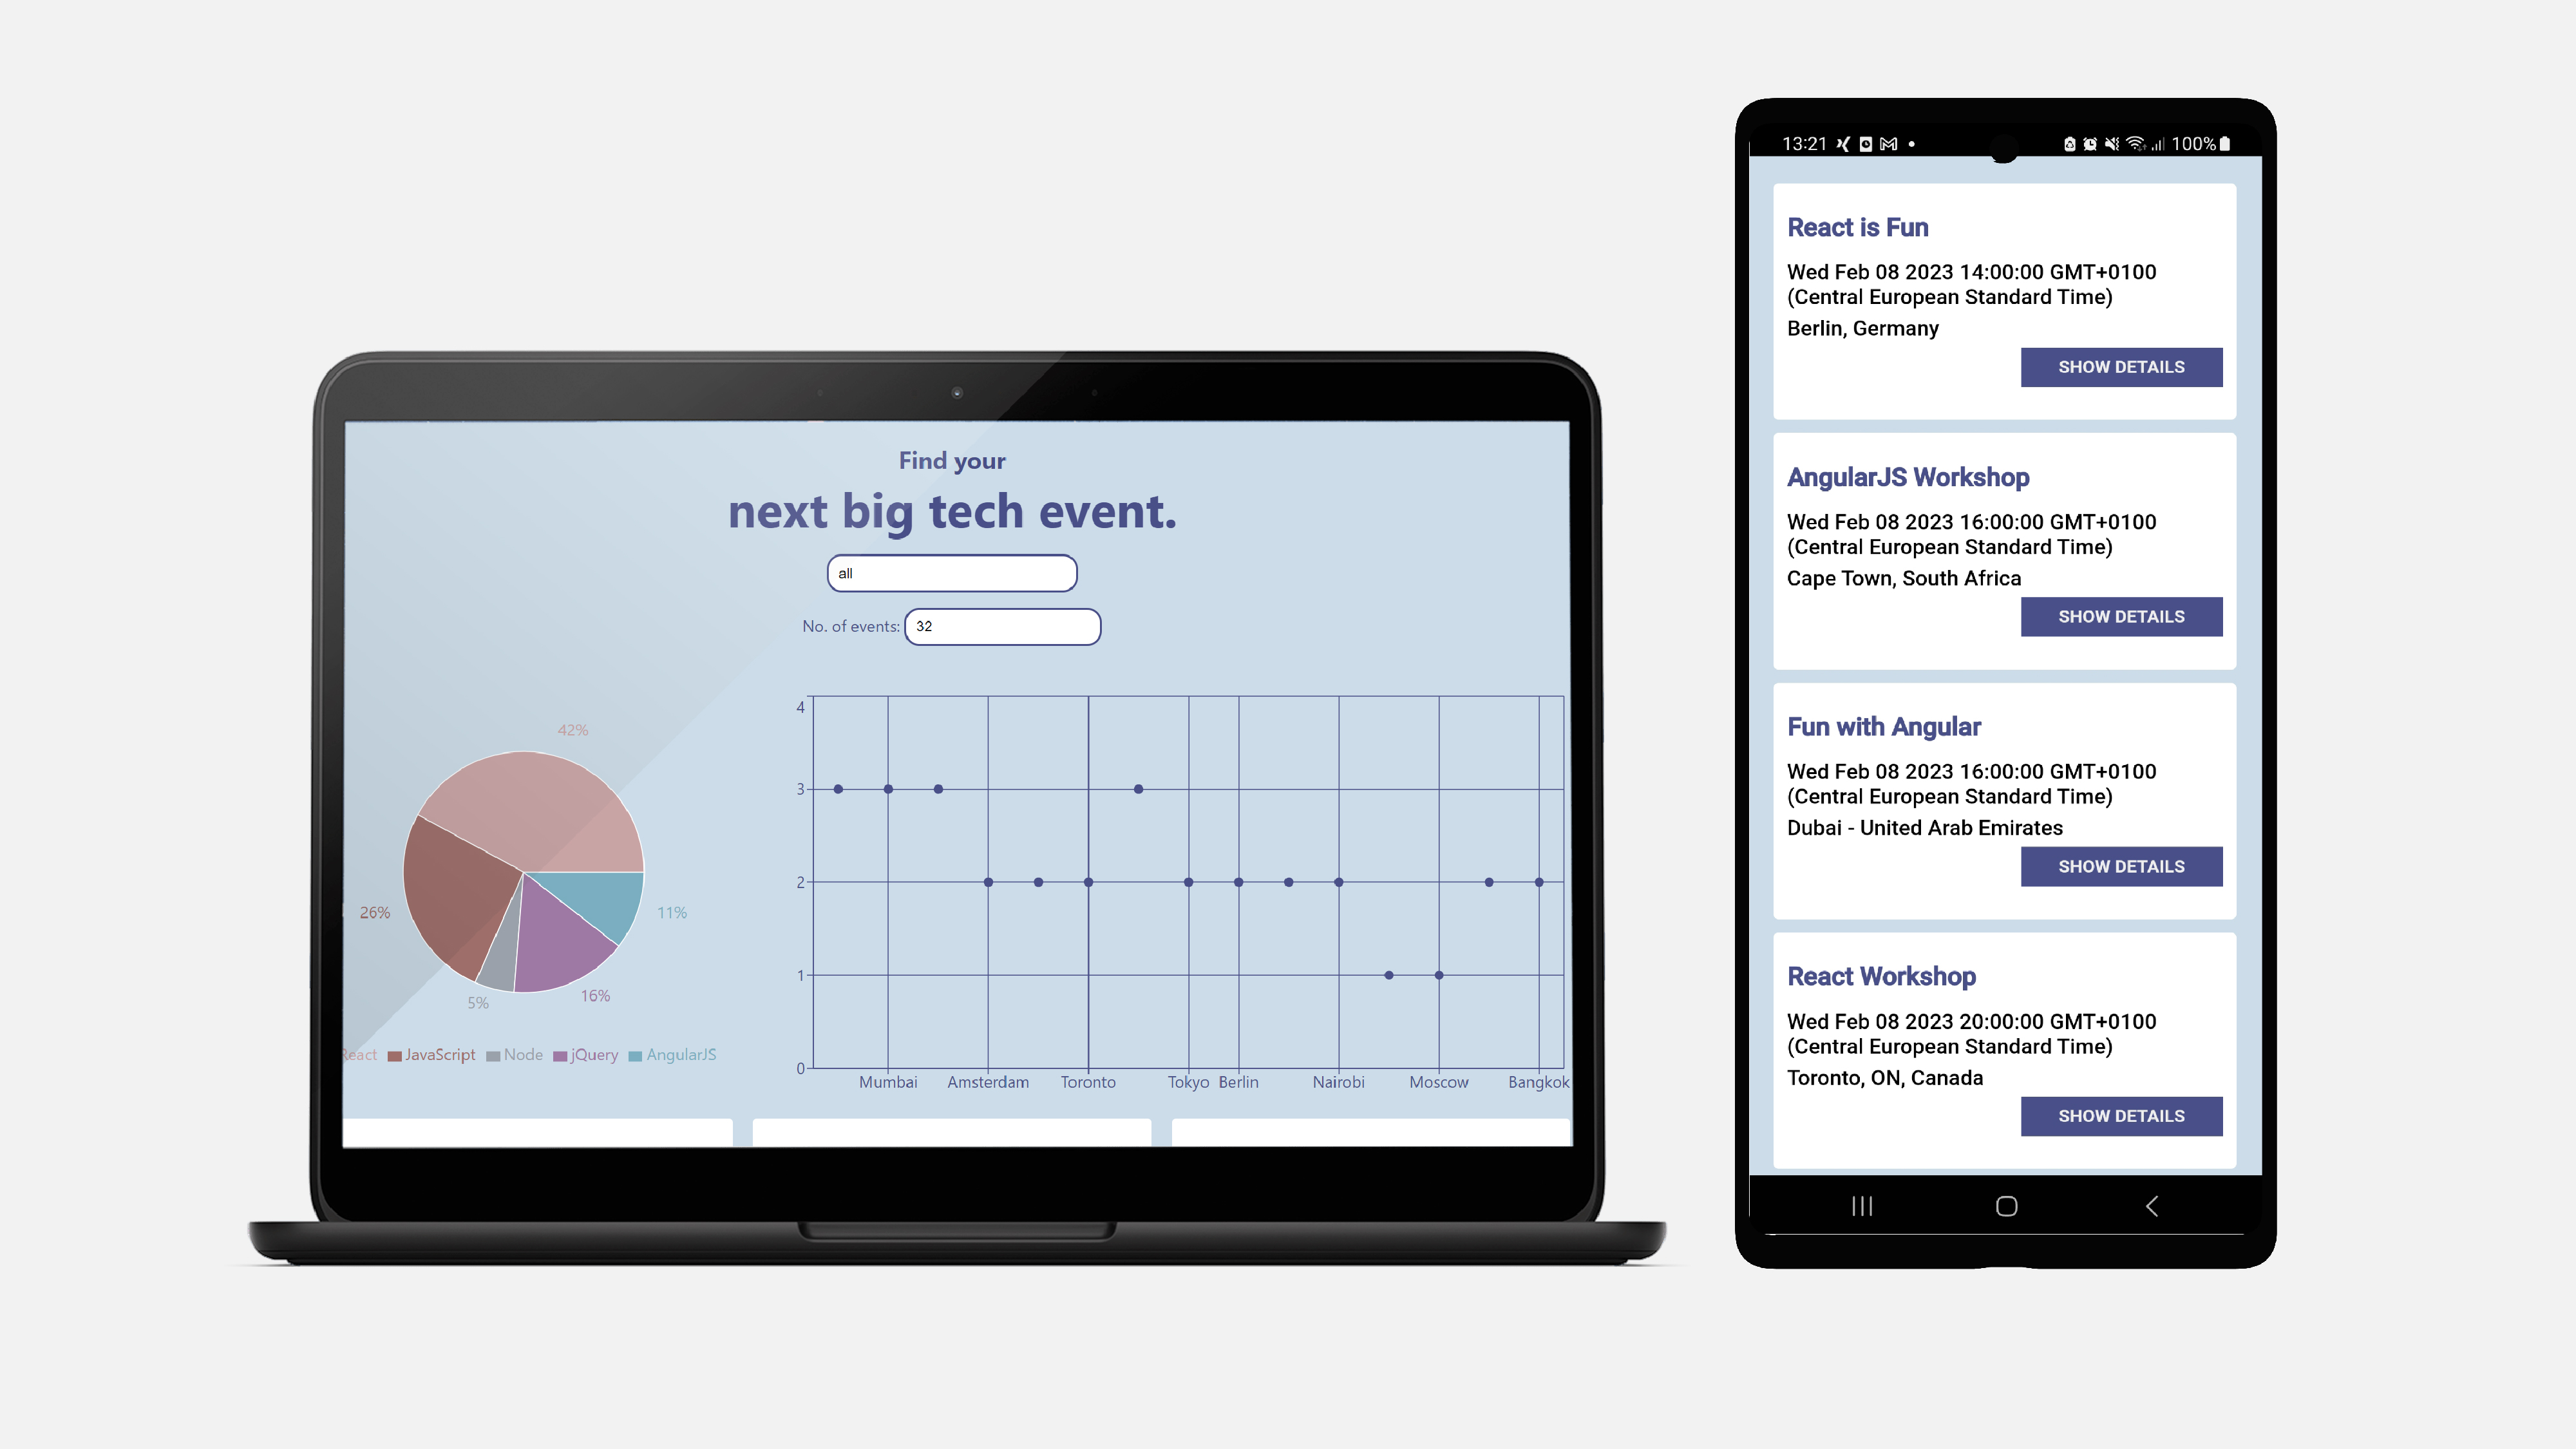 Find your
next big tech event.
all
No. of events: 32
42%
26%
11%
5%
16%
React JavaScript Node jQuery AngularJS
4
3
2
1
0
Mumbai Amsterdam Toronto Tokyo Berlin Nairobi Moscow Bangkok
13:21 100%
React is Fun
Wed Feb 08 2023 14:00:00 GMT+0100
(Central European Standard Time)
Berlin, Germany
SHOW DETAILS
AngularJS Workshop
Wed Feb 08 2023 16:00:00 GMT+0100
(Central European Standard Time)
Cape Town, South Africa
SHOW DETAILS
Fun with Angular
Wed Feb 08 2023 16:00:00 GMT+0100
(Central European Standard Time)
Dubai - United Arab Emirates
SHOW DETAILS
React Workshop
Wed Feb 08 2023 20:00:00 GMT+0100
(Central European Standard Time)
Toronto, ON, Canada
SHOW DETAILS